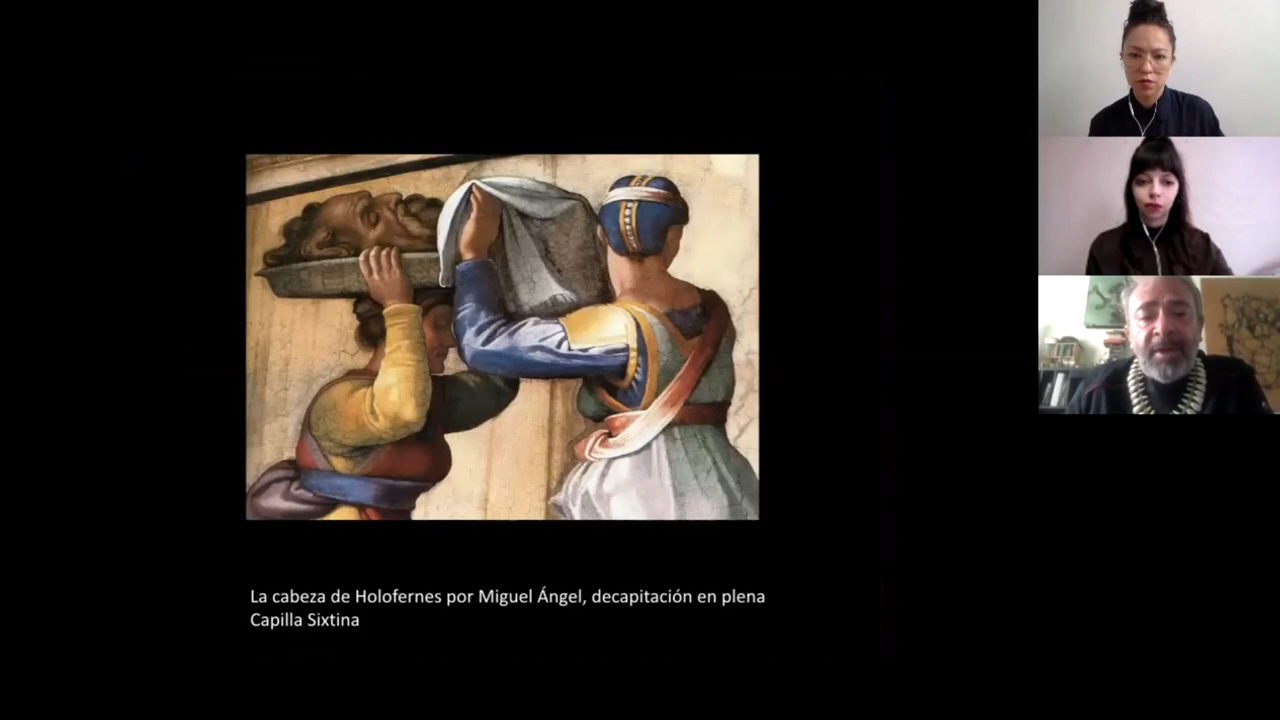 La cabeza de Holofernes por Miguel Ángel, decapitación en plena
Capilla Sixtina